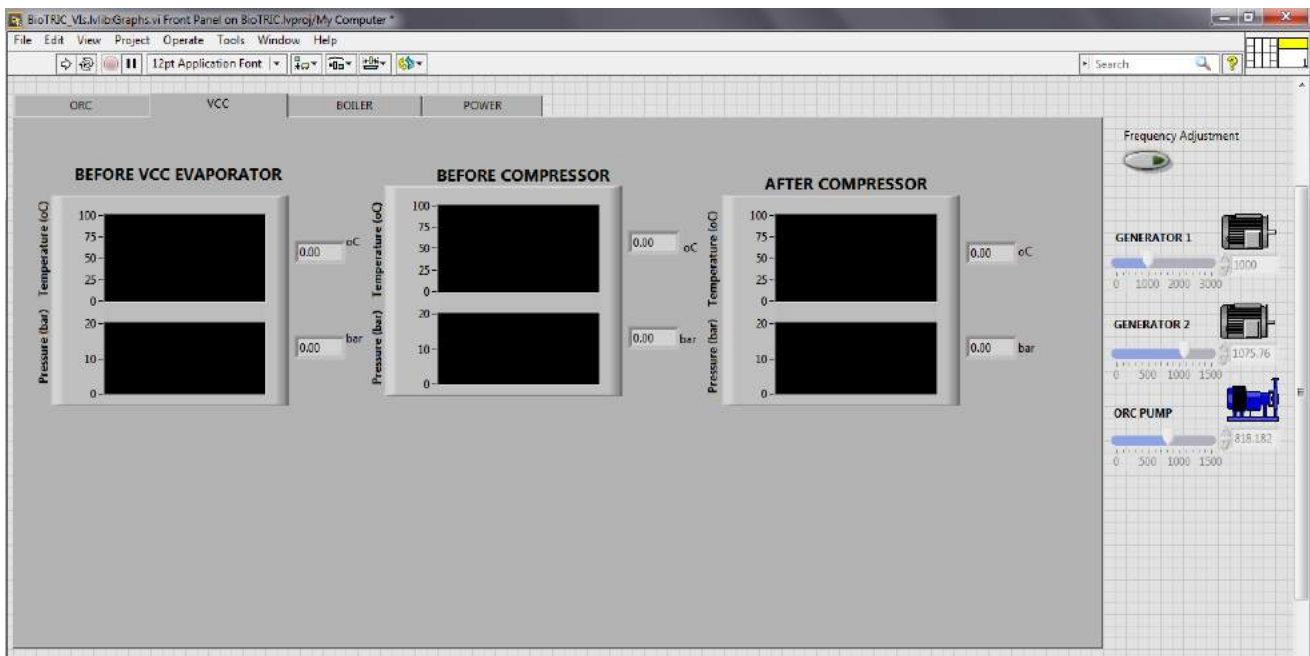 BioTRIC_VIs.lvlib:Graphs.vi Front Panel on BioTRIC.lvproj/My Computer *
File Edit View Project Operate Tools Window Help
12pt Application Font
Search
1
ORC VCC BOILER POWER
Frequency Adjustment
BEFORE VCC EVAPORATOR
BEFORE COMPRESSOR
AFTER COMPRESSOR
Temperature (oC)
100
75
50
25
0
0.00 oC
Pressure (bar)
20
10
0
0.00 bar
Temperature (oC)
100
75
50
25
0
0.00 oC
Pressure (bar)
20
10
0
0.00 bar
Temperature (oC)
100
75
50
25
0
0.00 oC
Pressure (bar)
20
10
0
0.00 bar
GENERATOR 1
1000
0 1000 2000 3000
GENERATOR 2
1075.76
0 500 1000 1500
ORC PUMP
818.182
0 500 1000 1500